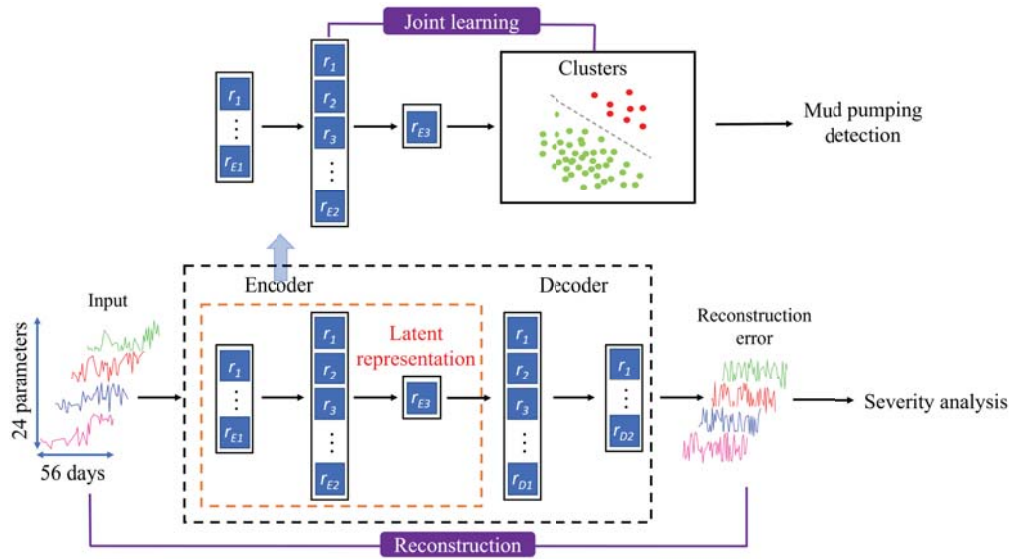 Joint learning
r1
⋮
rE1
r1
r2
r3
⋮
rE2
rE3
Clusters
Mud pumping
detection
Encoder
Decoder
Input
24 parameters
56 days
r1
⋮
rE1
r1
r2
r3
⋮
rE2
Latent
representation
rE3
r1
r2
r3
⋮
rD1
r1
⋮
rD2
Reconstruction
error
Severity analysis
Reconstruction